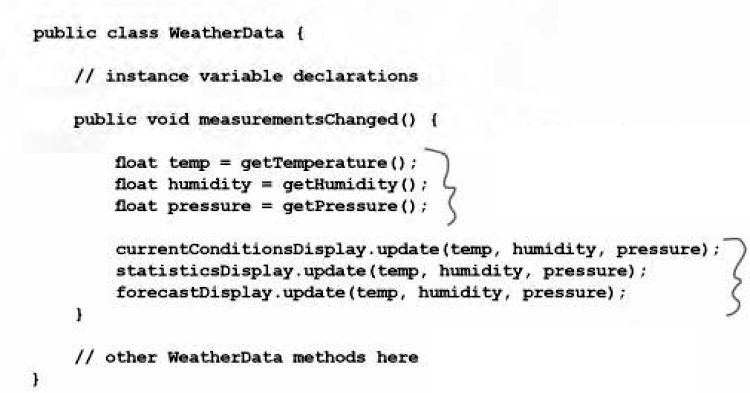 public class WeatherData {
// instance variable declarations
public void measurementsChanged() {
float temp = getTemperature();
float humidity = getHumidity();
float pressure = getPressure();
currentConditionsDisplay.update(temp, humidity, pressure);
statisticsDisplay.update(temp, humidity, pressure);
forecastDisplay.update(temp, humidity, pressure);
}
// other WeatherData methods here
}